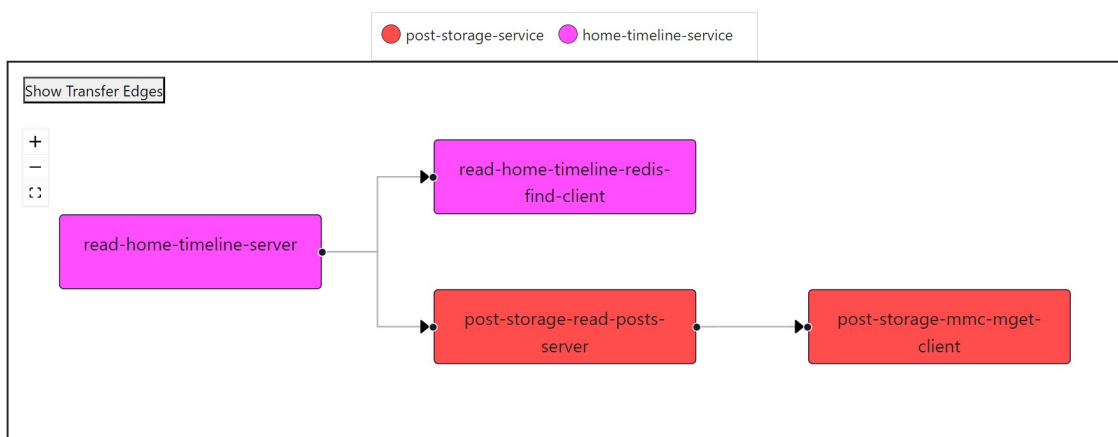 post-storage-service
home-timeline-service
Show Transfer Edges
read-home-timeline-redis-
find-client
read-home-timeline-server
post-storage-read-posts-
server
post-storage-mmc-mget-
client